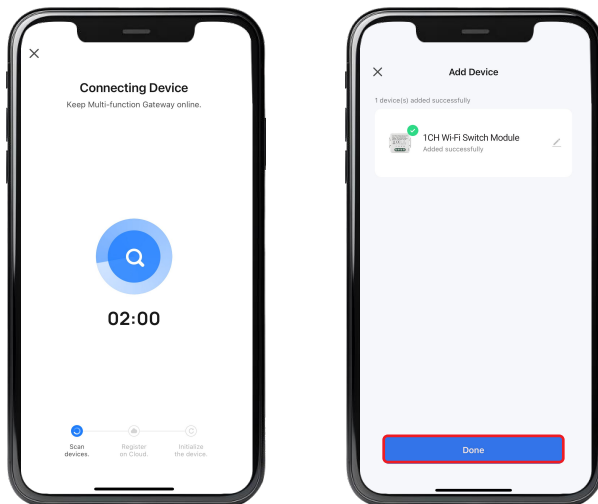 Connecting Device
Keep Multi-function Gateway online.
02:00
Scan
devices.
Register
on Cloud.
Initialize
the device.
Add Device
1 device(s) added successfully
1CH Wi-Fi Switch Module
Added successfully
Done